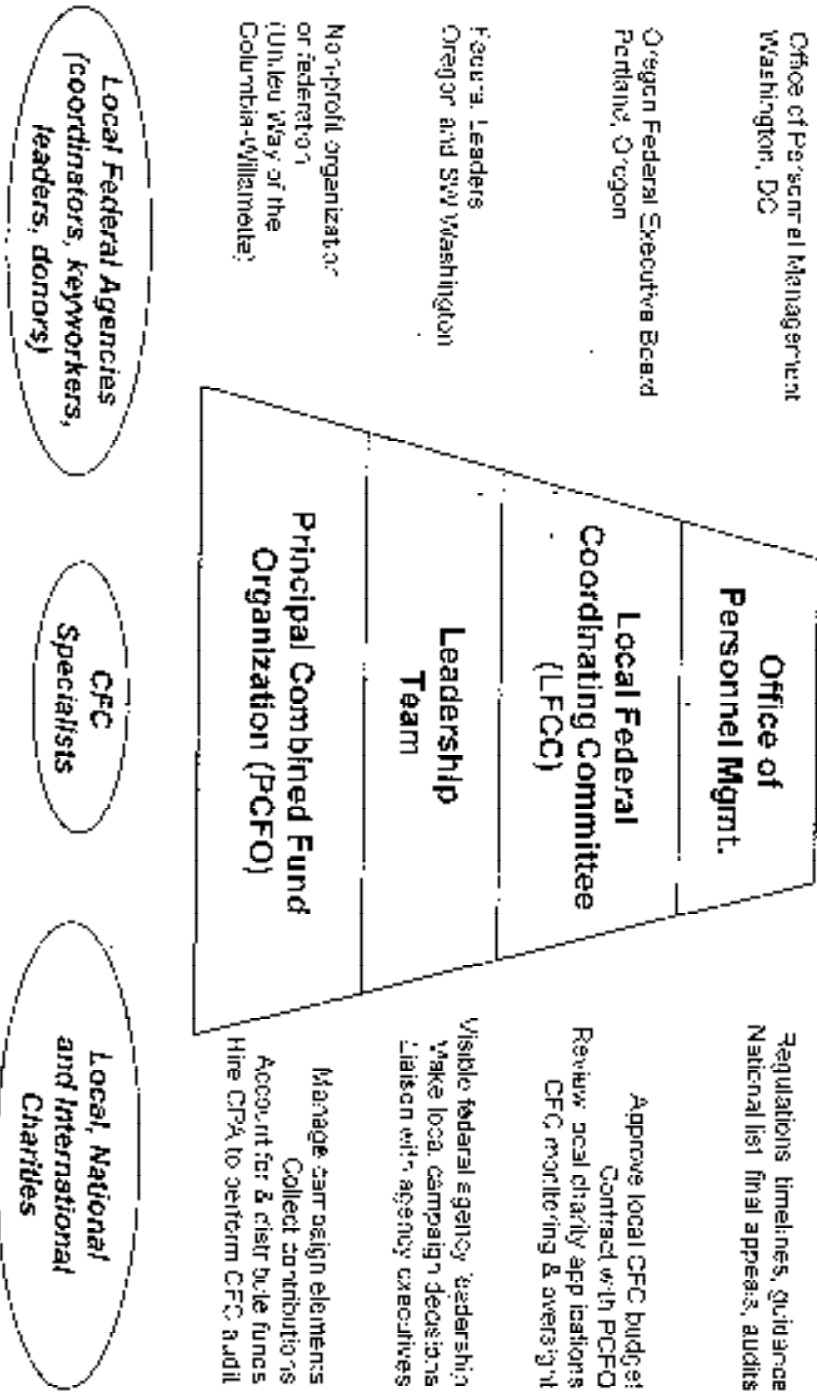 Office of Personnel Management
Washington, DC
Office of
Personnel Mgmt.
Regulations, timelines, guidance
National list, final appeals, audits
Oregon Federal Executive Board
Portland, Oregon
Local Federal
Coordinating Committee
(LFCC)
Approve local CFC budget
Contract with PCFO
Review local charity applications
CFC monitoring & oversight
Federal Leaders
Oregon and SW Washington
Leadership
Team
Visible federal agency leadership
Make local campaign decisions
Liaison with agency executives
Non-profit organization
or federation
(United Way of the
Columbia-Willamette)
Principal Combined Fund
Organization (PCFO)
Manage campaign elements
Collect contributions
Account for & distribute funds
Hire CPA to perform CFC audit
Local Federal Agencies
(coordinators, keyworkers,
leaders, donors)
CFC
Specialists
Local, National
and International
Charities